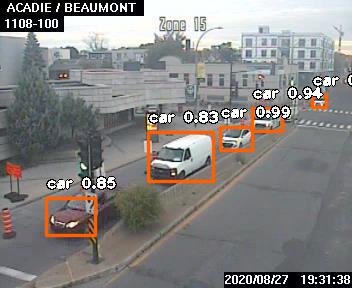 ACADIE / BEAUMONT
1108-100
Zone 15
car 0
car 0.94
car 0.99
car 0.83
car 0.85
2020/08/27 19:31:38